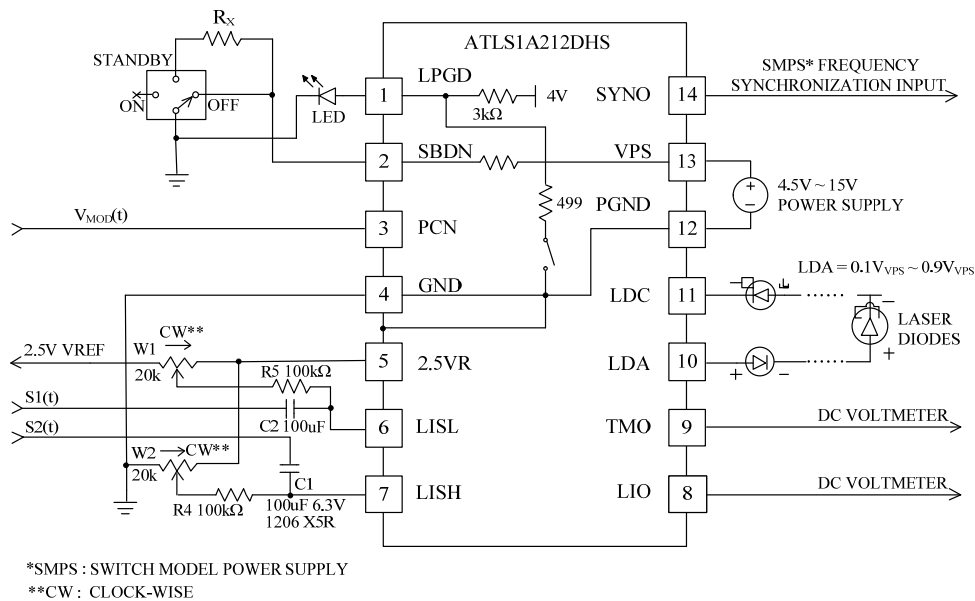 R_X
ATLS1A212DHS
STANDBY
ON
OFF
LED
1
LPGD
3kΩ
4V
SYNO
14
SMPS* FREQUENCY
SYNCHRONIZATION INPUT
2
SBDN
VPS
13
+
−
4.5V ~ 15V
POWER SUPPLY
V_MOD(t)
3
PCN
499
PGND
12
LDA = 0.1V_VPS ~ 0.9V_VPS
4
GND
LDC
11
−
LASER
DIODES
+
CW**
2.5V VREF
W1
20k
5
2.5VR
LDA
10
+
−
R5 100kΩ
S1(t)
C2 100uF
6
LISL
TMO
9
DC VOLTMETER
S2(t)
W2
CW**
20k
C1
R4 100kΩ
100uF 6.3V
1206 X5R
7
LISH
LIO
8
DC VOLTMETER
*SMPS : SWITCH MODEL POWER SUPPLY
**CW : CLOCK-WISE